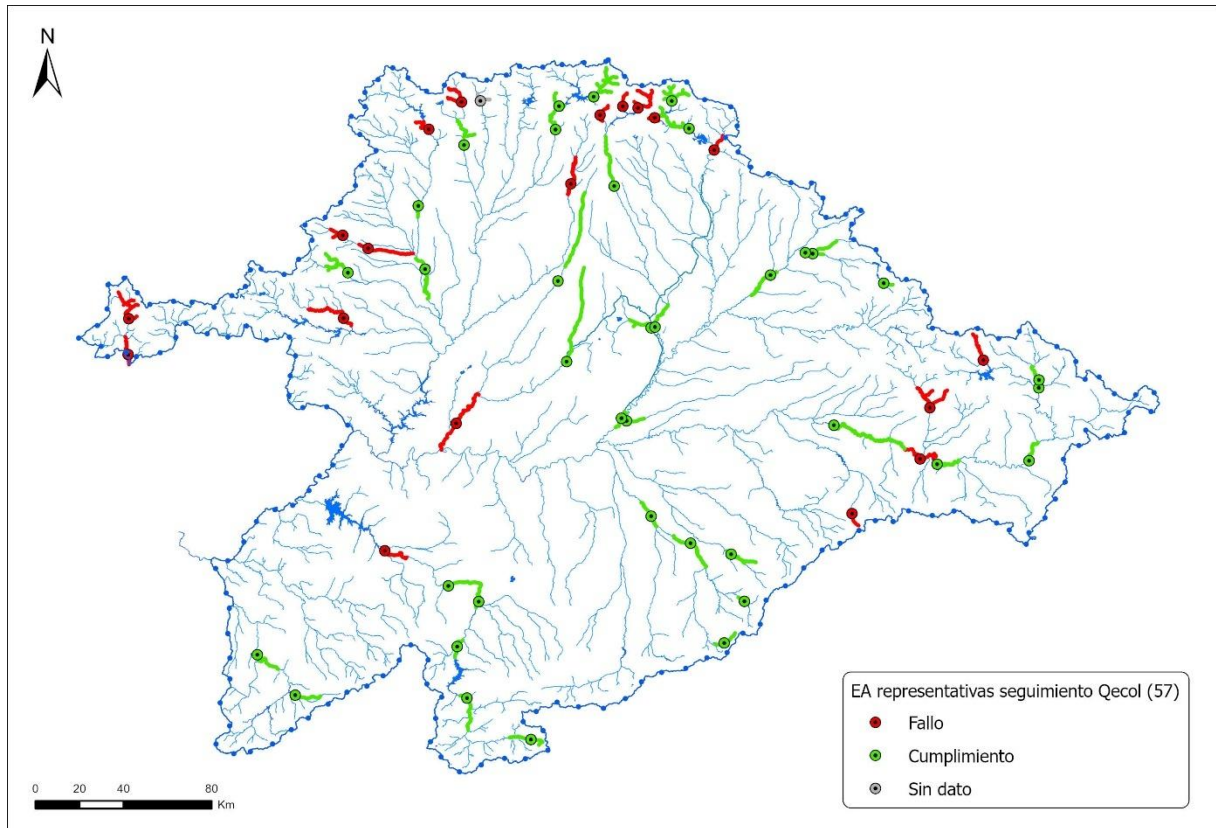 N
EA representativas seguimiento Qecol (57)
Fallo
Cumplimiento
Sin dato
0 20 40 80
Km